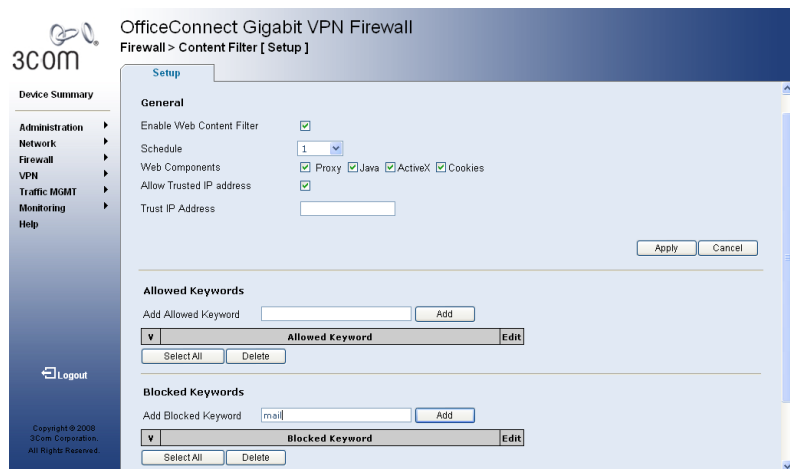 3COM
OfficeConnect Gigabit VPN Firewall
Firewall > Content Filter [ Setup ]
Setup
Device Summary
Administration
Network
Firewall
VPN
Traffic MGMT
Monitoring
Help
Logout
Copyright © 2008
3Com Corporation.
All Rights Reserved.
General
Enable Web Content Filter
Schedule 1
Web Components Proxy Java ActiveX Cookies
Allow Trusted IP address
Trust IP Address
Apply Cancel
Allowed Keywords
Add Allowed Keyword Add
V Allowed Keyword Edit
Select All Delete
Blocked Keywords
Add Blocked Keyword mail Add
V Blocked Keyword Edit
Select All Delete